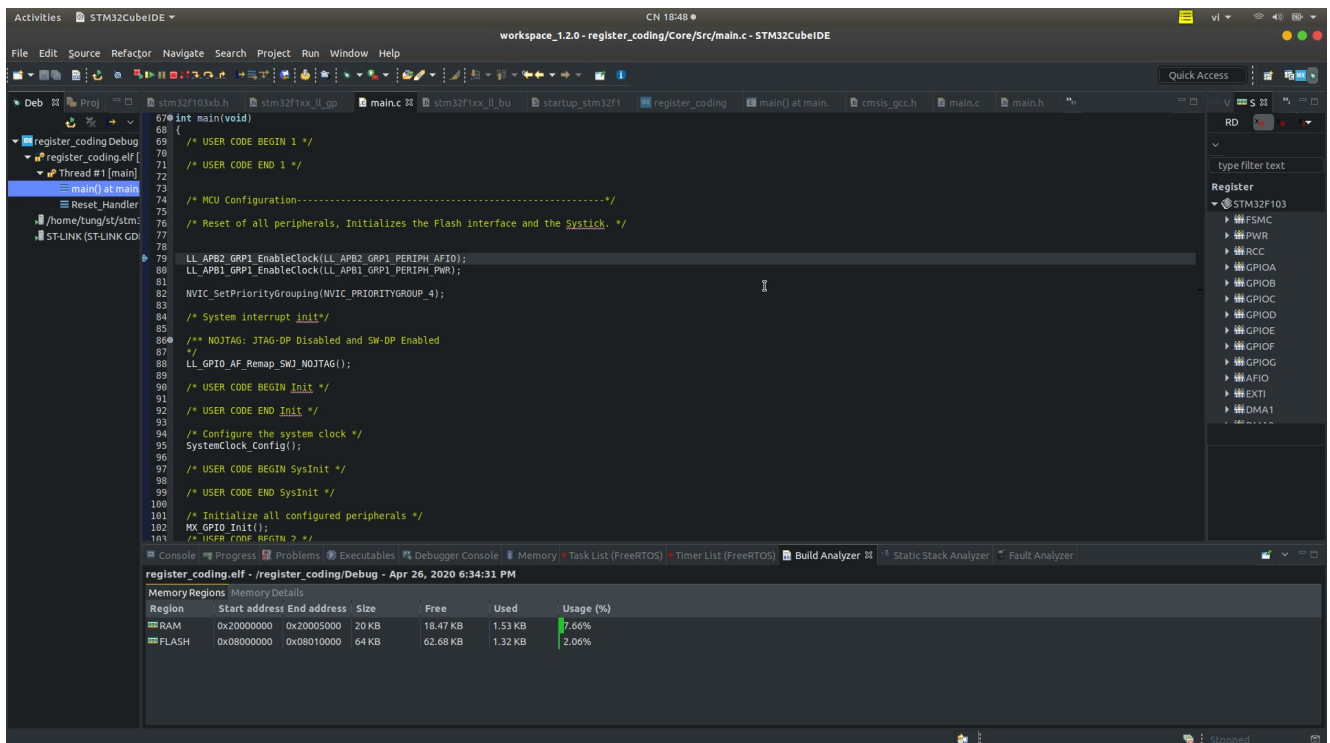 Activities STM32CubeIDE CN 18:48 vi
workspace_1.2.0 - register_coding/Core/Src/main.c - STM32CubeIDE
File Edit Source Refactor Navigate Search Project Run Window Help
Quick Access
Deb Proj stm32f103xb.h stm32f1xx_ll_gp main.c stm32f1xx_ll_bu startup_stm32f1 register_coding main() at main. cmsis_gcc.h main.c main.h V S
RD
register_coding Debug
register_coding.elf [
Thread #1 [main]
main() at main
Reset_Handler
/home/tung/st/stm3
ST-LINK (ST-LINK GD
67 int main(void)
68 {
69 /* USER CODE BEGIN 1 */
70
71 /* USER CODE END 1 */
72
73
74 /* MCU Configuration--------------------------------------------------------*/
75
76 /* Reset of all peripherals, Initializes the Flash interface and the Systick. */
77
78
79 LL_APB2_GRP1_EnableClock(LL_APB2_GRP1_PERIPH_AFIO);
80 LL_APB1_GRP1_EnableClock(LL_APB1_GRP1_PERIPH_PWR);
81
82 NVIC_SetPriorityGrouping(NVIC_PRIORITYGROUP_4);
83
84 /* System interrupt init*/
85
86 /** NOJTAG: JTAG-DP Disabled and SW-DP Enabled
87 */
88 LL_GPIO_AF_Remap_SWJ_NOJTAG();
89
90 /* USER CODE BEGIN Init */
91
92 /* USER CODE END Init */
93
94 /* Configure the system clock */
95 SystemClock_Config();
96
97 /* USER CODE BEGIN SysInit */
98
99 /* USER CODE END SysInit */
100
101 /* Initialize all configured peripherals */
102 MX_GPIO_Init();
103 /* USER CODE BEGIN 2 */
type filter text
Register
STM32F103
FSMC
PWR
RCC
GPIOA
GPIOB
GPIOC
GPIOD
GPIOE
GPIOF
GPIOG
AFIO
EXTI
DMA1
Console Progress Problems Executables Debugger Console Memory Task List (FreeRTOS) Timer List (FreeRTOS) Build Analyzer Static Stack Analyzer Fault Analyzer
register_coding.elf - /register_coding/Debug - Apr 26, 2020 6:34:31 PM
Memory Regions Memory Details
Region Start address End address Size Free Used Usage (%)
RAM 0x20000000 0x20005000 20 KB 18.47 KB 1.53 KB 7.66%
FLASH 0x08000000 0x08010000 64 KB 62.68 KB 1.32 KB 2.06%
Stopped